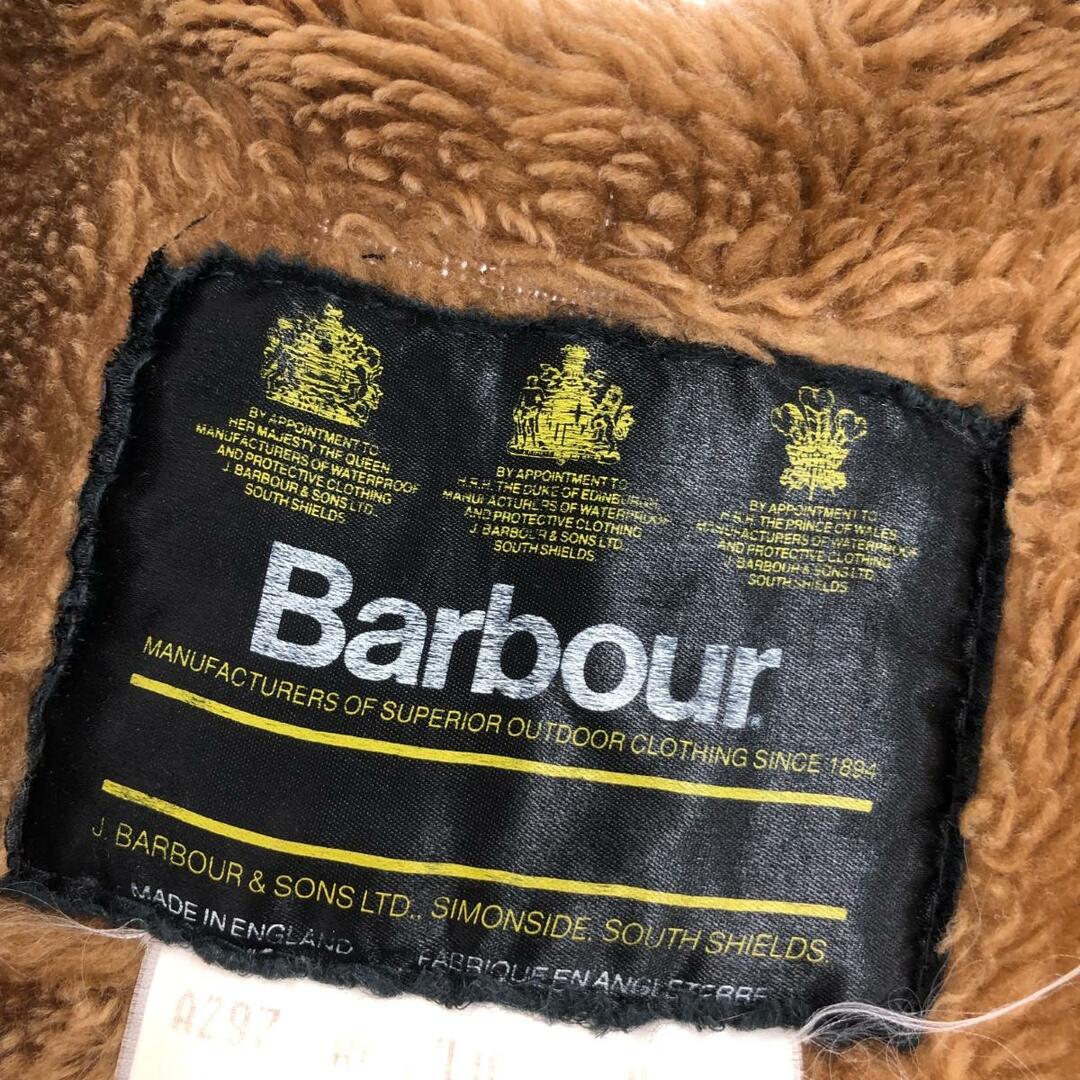 BY APPOINTMENT TO
HER MAJESTY THE QUEEN
MANUFACTURERS OF WATERPROOF
AND PROTECTIVE CLOTHING
J. BARBOUR & SONS LTD.
SOUTH SHIELDS
BY APPOINTMENT TO
H.R.H. THE DUKE OF EDINBURGH
MANUFACTURERS OF WATERPROOF
AND PROTECTIVE CLOTHING
J. BARBOUR & SONS LTD.
SOUTH SHIELDS
BY APPOINTMENT TO
H.R.H. THE PRINCE OF WALES
MANUFACTURERS OF WATERPROOF
AND PROTECTIVE CLOTHING
J. BARBOUR & SONS LTD.
SOUTH SHIELDS
Barbour
MANUFACTURERS OF SUPERIOR OUTDOOR CLOTHING SINCE 1894
J. BARBOUR & SONS LTD., SIMONSIDE, SOUTH SHIELDS.
MADE IN ENGLAND FABRIQUE EN ANGLETERRE
A297